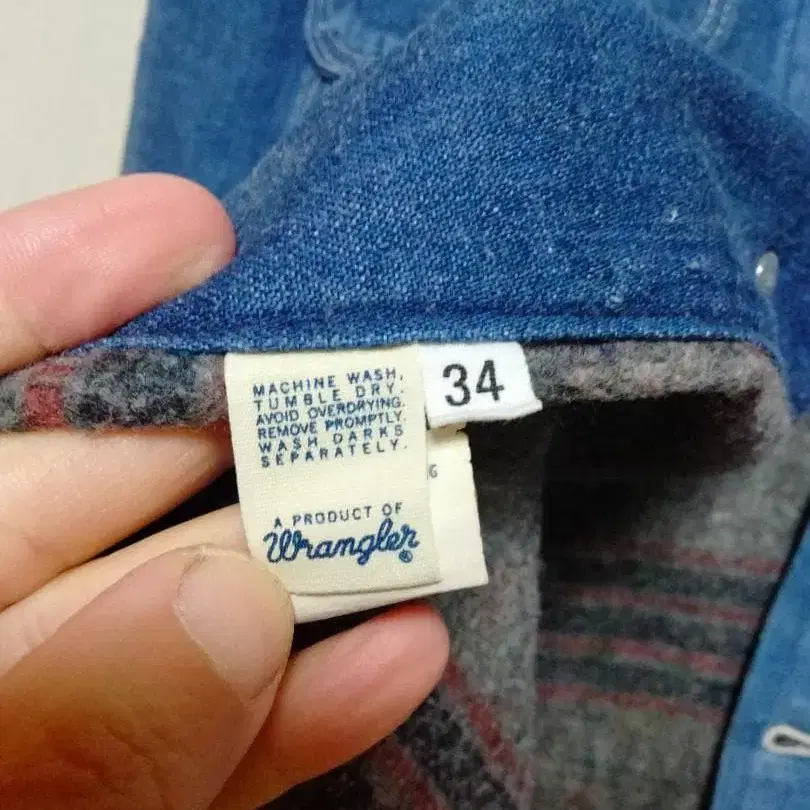 MACHINE WASH,
TUMBLE DRY.
AVOID OVERDRYING.
REMOVE PROMPTLY.
WASH DARKS
SEPARATELY.
A PRODUCT OF
Wrangler®
34
G